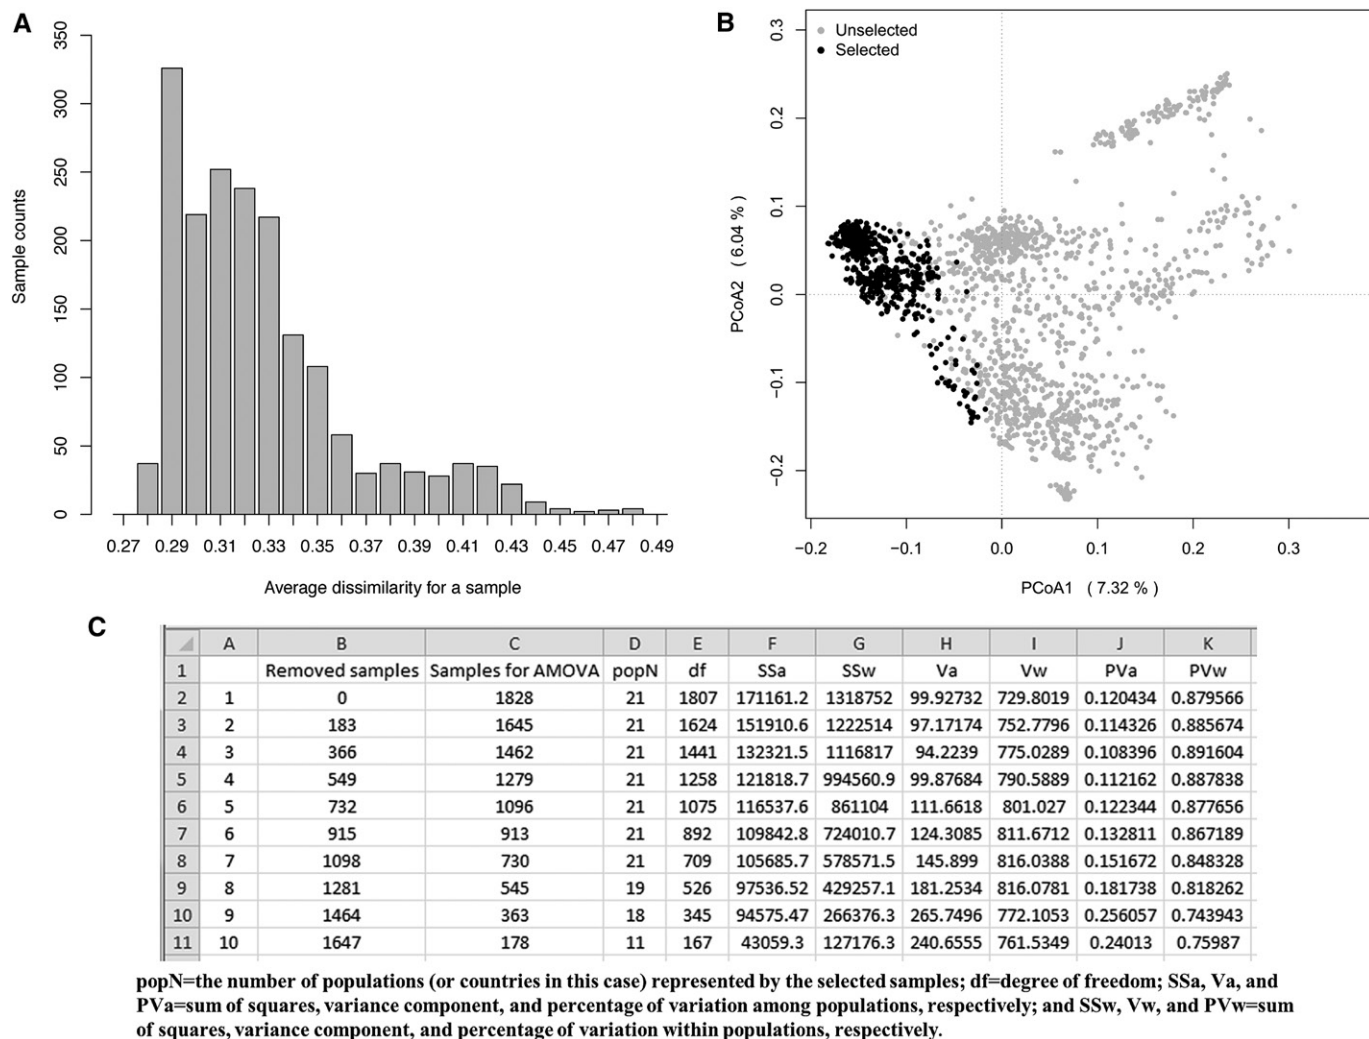 A
350
300
250
200
150
100
50
0
Sample counts
0.27 0.29 0.31 0.33 0.35 0.37 0.39 0.41 0.43 0.45 0.47 0.49
Average dissimilarity for a sample
B
Unselected
Selected
0.3
0.2
0.1
0.0
−0.1
−0.2
PCoA2 ( 6.04 % )
−0.2 −0.1 0.0 0.1 0.2 0.3
PCoA1 ( 7.32 % )
C
A B C D E F G H I J K
1 Removed samples Samples for AMOVA popN df SSa SSw Va Vw PVa PVw
2 1 0 1828 21 1807 171161.2 1318752 99.92732 729.8019 0.120434 0.879566
3 2 183 1645 21 1624 151910.6 1222514 97.17174 752.7796 0.114326 0.885674
4 3 366 1462 21 1441 132321.5 1116817 94.2239 775.0289 0.108396 0.891604
5 4 549 1279 21 1258 121818.7 994560.9 99.87684 790.5889 0.112162 0.887838
6 5 732 1096 21 1075 116537.6 861104 111.6618 801.027 0.122344 0.877656
7 6 915 913 21 892 109842.8 724010.7 124.3085 811.6712 0.132811 0.867189
8 7 1098 730 21 709 105685.7 578571.5 145.899 816.0388 0.151672 0.848328
9 8 1281 545 19 526 97536.52 429257.1 181.2534 816.0781 0.181738 0.818262
10 9 1464 363 18 345 94575.47 266376.3 265.7496 772.1053 0.256057 0.743943
11 10 1647 178 11 167 43059.3 127176.3 240.6555 761.5349 0.24013 0.75987
popN=the number of populations (or countries in this case) represented by the selected samples; df=degree of freedom; SSa, Va, and
PVa=sum of squares, variance component, and percentage of variation among populations, respectively; and SSw, Vw, and PVw=sum
of squares, variance component, and percentage of variation within populations, respectively.